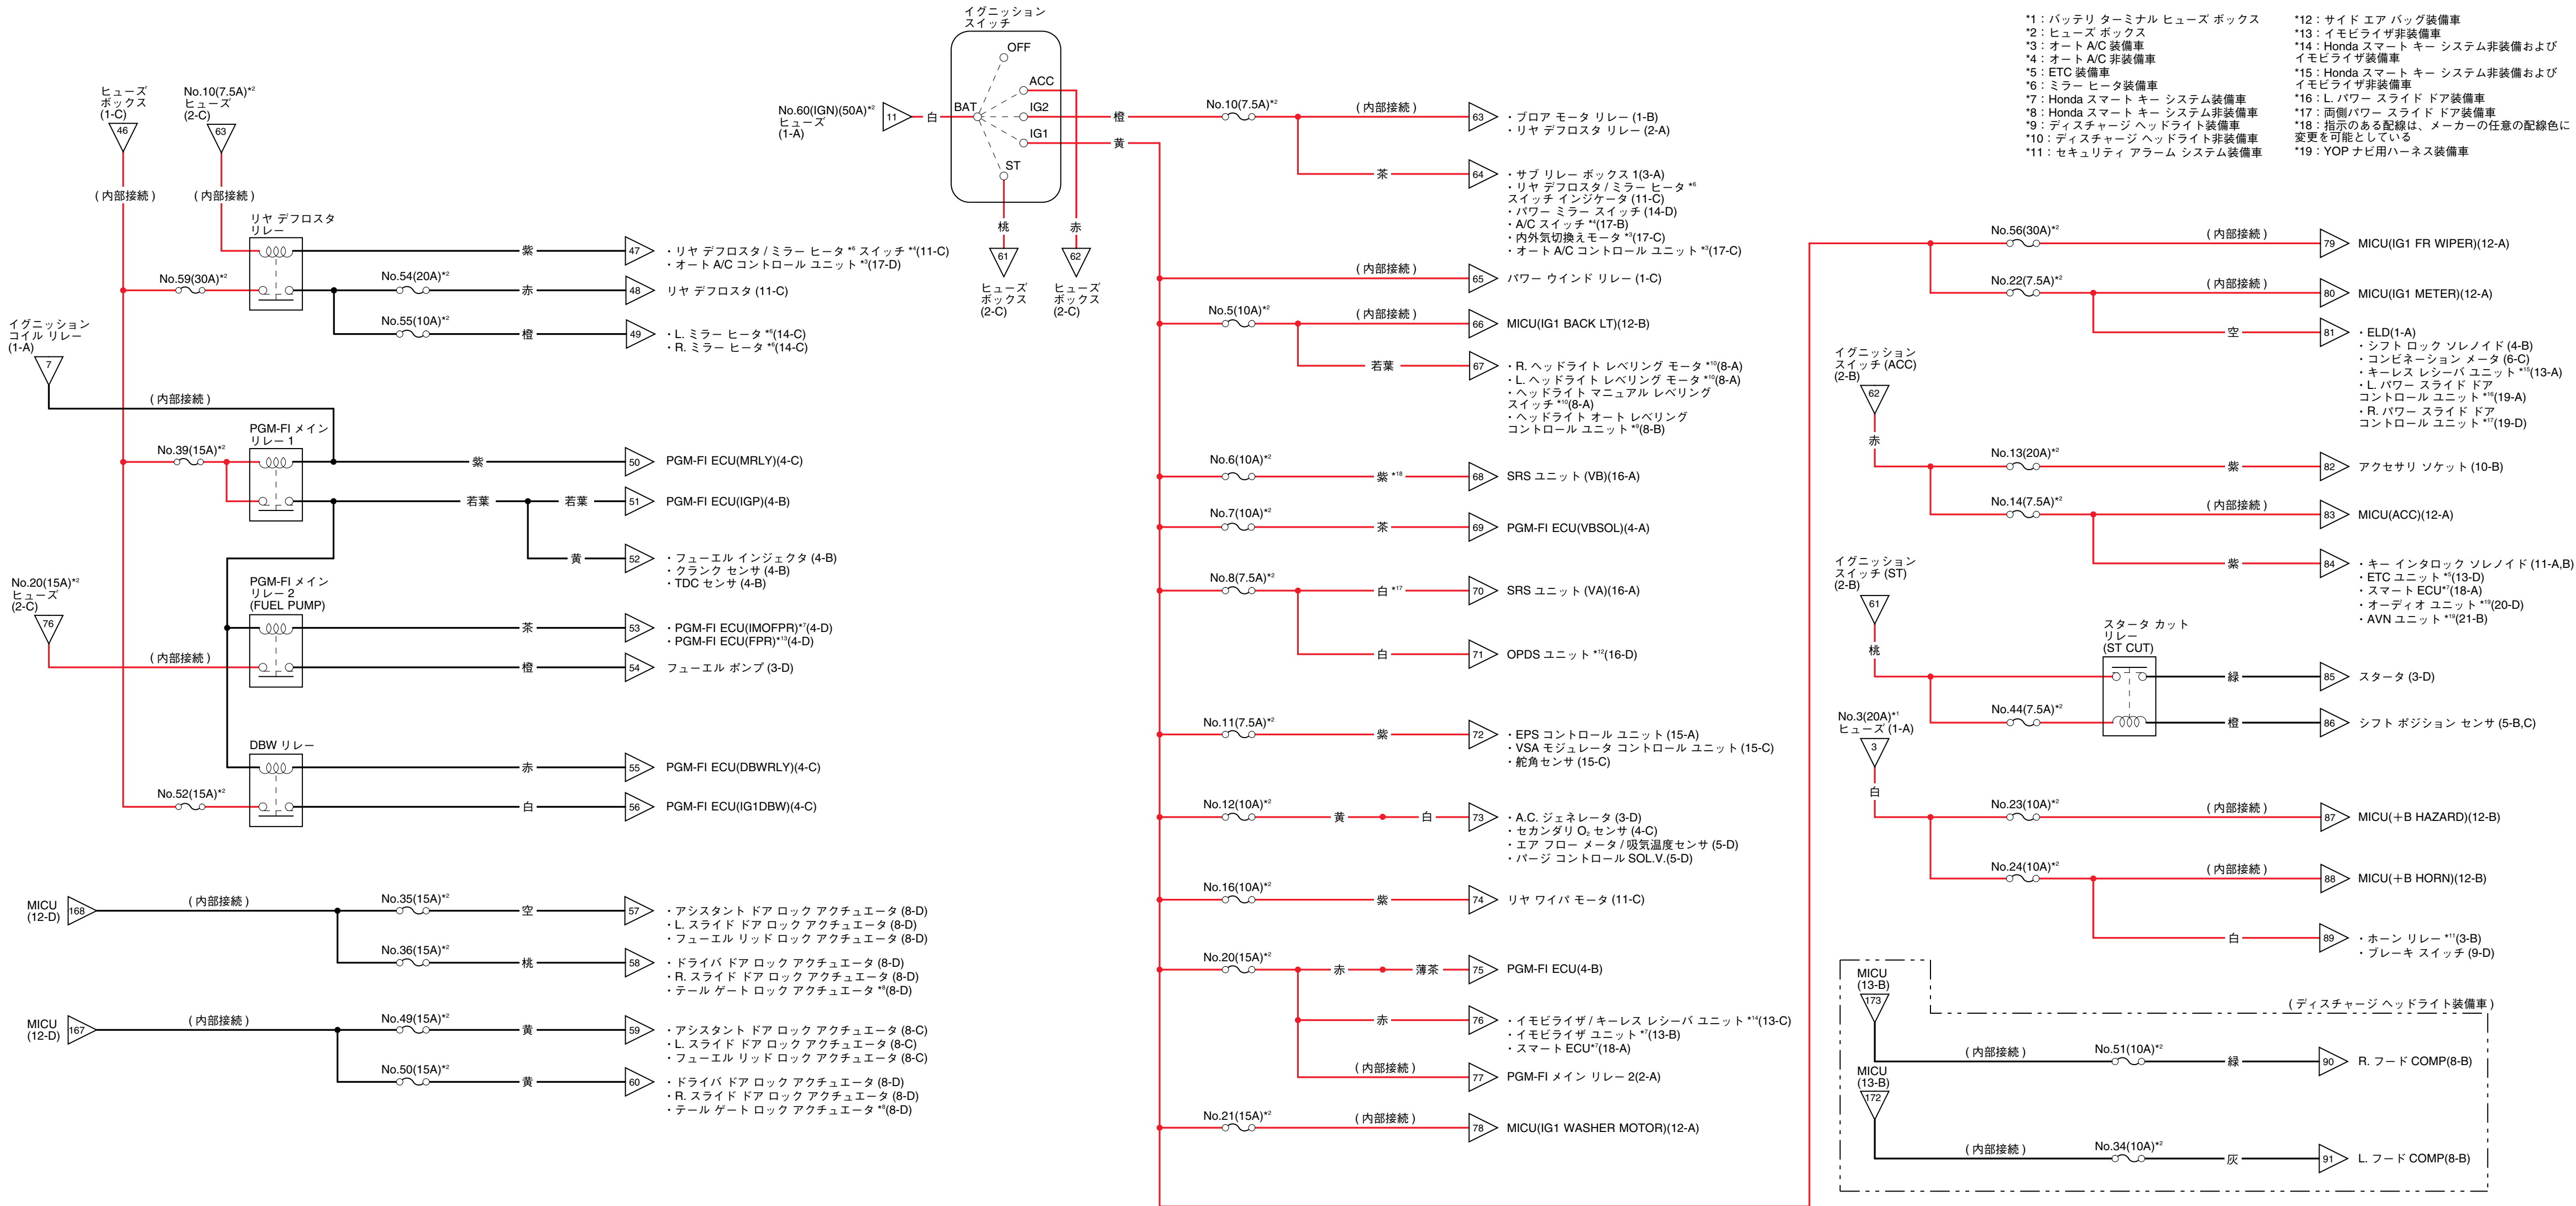 イグニッション
スイッチ
OFF
ACC
IG2
IG1
ST
BAT
No.60(IGN)(50A)*2
ヒューズ
(1-A)
11
白
橙
黄
桃
赤
61
ヒューズ
ボックス
(2-C)
62
ヒューズ
ボックス
(2-C)
*1：バッテリ ターミナル ヒューズ ボックス
*2：ヒューズ ボックス
*3：オート A/C 装備車
*4：オート A/C 非装備車
*5：ETC 装備車
*6：ミラー ヒータ装備車
*7：Honda スマート キー システム装備車
*8：Honda スマート キー システム非装備車
*9：ディスチャージ ヘッドライト装備車
*10：ディスチャージ ヘッドライト非装備車
*11：セキュリティ アラーム システム装備車
*12：サイド エア バッグ装備車
*13：イモビライザ非装備車
*14：Honda スマート キー システム非装備および
イモビライザ装備車
*15：Honda スマート キー システム非装備および
イモビライザ非装備車
*16：L. パワー スライド ドア装備車
*17：両側パワー スライド ドア装備車
*18：指示のある配線は、メーカーの任意の配線色に
変更を可能としている
*19：YOP ナビ用ハーネス装備車
ヒューズ
ボックス
(1-C)
46
(内部接続)
No.10(7.5A)*2
ヒューズ
(2-C)
63
(内部接続)
リヤ デフロスタ
リレー
紫
47
・リヤ デフロスタ / ミラー ヒータ *6 スイッチ *4(11-C)
・オート A/C コントロール ユニット *3(17-D)
No.59(30A)*2
No.54(20A)*2
赤
48
リヤ デフロスタ (11-C)
No.55(10A)*2
橙
49
・L. ミラー ヒータ *6(14-C)
・R. ミラー ヒータ *6(14-C)
イグニッション
コイル リレー
(1-A)
7
(内部接続)
PGM-FI メイン
リレー 1
No.39(15A)*2
紫
50
PGM-FI ECU(MRLY)(4-C)
若葉
若葉
51
PGM-FI ECU(IGP)(4-B)
黄
52
・フューエル インジェクタ (4-B)
・クランク センサ (4-B)
・TDC センサ (4-B)
No.20(15A)*2
ヒューズ
(2-C)
76
(内部接続)
PGM-FI メイン
リレー 2
(FUEL PUMP)
茶
53
・PGM-FI ECU(IMOFPR)*7(4-D)
・PGM-FI ECU(FPR)*13(4-D)
橙
54
フューエル ポンプ (3-D)
DBW リレー
赤
55
PGM-FI ECU(DBWRLY)(4-C)
No.52(15A)*2
白
56
PGM-FI ECU(IG1DBW)(4-C)
MICU
(12-D)
168
(内部接続)
No.35(15A)*2
空
57
・アシスタント ドア ロック アクチュエータ (8-D)
・L. スライド ドア ロック アクチュエータ (8-D)
・フューエル リッド ロック アクチュエータ (8-D)
No.36(15A)*2
桃
58
・ドライバ ドア ロック アクチュエータ (8-D)
・R. スライド ドア ロック アクチュエータ (8-D)
・テール ゲート ロック アクチュエータ *8(8-D)
MICU
(12-D)
167
(内部接続)
No.49(15A)*2
黄
59
・アシスタント ドア ロック アクチュエータ (8-C)
・L. スライド ドア ロック アクチュエータ (8-C)
・フューエル リッド ロック アクチュエータ (8-C)
No.50(15A)*2
黄
60
・ドライバ ドア ロック アクチュエータ (8-D)
・R. スライド ドア ロック アクチュエータ (8-D)
・テール ゲート ロック アクチュエータ *8(8-D)
No.10(7.5A)*2
(内部接続)
63
・ブロア モータ リレー (1-B)
・リヤ デフロスタ リレー (2-A)
茶
64
・サブ リレー ボックス 1(3-A)
・リヤ デフロスタ / ミラー ヒータ *6
スイッチ インジケータ (11-C)
・パワー ミラー スイッチ (14-D)
・A/C スイッチ *4(17-B)
・内外気切換えモータ *3(17-C)
・オート A/C コントロール ユニット *3(17-C)
(内部接続)
65
パワー ウインド リレー (1-C)
No.5(10A)*2
(内部接続)
66
MICU(IG1 BACK LT)(12-B)
若葉
67
・R. ヘッドライト レベリング モータ *10(8-A)
・L. ヘッドライト レベリング モータ *10(8-A)
・ヘッドライト マニュアル レベリング
スイッチ *10(8-A)
・ヘッドライト オート レベリング
コントロール ユニット *9(8-B)
No.6(10A)*2
紫 *18
68
SRS ユニット (VB)(16-A)
No.7(10A)*2
茶
69
PGM-FI ECU(VBSOL)(4-A)
No.8(7.5A)*2
白 *17
70
SRS ユニット (VA)(16-A)
白
71
OPDS ユニット *12(16-D)
No.11(7.5A)*2
紫
72
・EPS コントロール ユニット (15-A)
・VSA モジュレータ コントロール ユニット (15-C)
・舵角センサ (15-C)
No.12(10A)*2
黄
白
73
・A.C. ジェネレータ (3-D)
・セカンダリ O2 センサ (4-C)
・エア フロー メータ / 吸気温度センサ (5-D)
・パージ コントロール SOL.V.(5-D)
No.16(10A)*2
紫
74
リヤ ワイパ モータ (11-C)
No.20(15A)*2
赤
薄茶
75
PGM-FI ECU(4-B)
赤
76
・イモビライザ / キーレス レシーバ ユニット *14(13-C)
・イモビライザ ユニット *7(13-B)
・スマート ECU*7(18-A)
(内部接続)
77
PGM-FI メイン リレー 2(2-A)
No.21(15A)*2
(内部接続)
78
MICU(IG1 WASHER MOTOR)(12-A)
No.56(30A)*2
(内部接続)
79
MICU(IG1 FR WIPER)(12-A)
No.22(7.5A)*2
(内部接続)
80
MICU(IG1 METER)(12-A)
空
81
・ELD(1-A)
・シフト ロック ソレノイド (4-B)
・コンビネーション メータ (6-C)
・キーレス レシーバ ユニット *15(13-A)
・L. パワー スライド ドア
コントロール ユニット *16(19-A)
・R. パワー スライド ドア
コントロール ユニット *17(19-D)
イグニッション
スイッチ (ACC)
(2-B)
62
赤
No.13(20A)*2
紫
82
アクセサリ ソケット (10-B)
No.14(7.5A)*2
(内部接続)
83
MICU(ACC)(12-A)
紫
84
・キー インタロック ソレノイド (11-A,B)
・ETC ユニット *5(13-D)
・スマート ECU*7(18-A)
・オーディオ ユニット *19(20-D)
・AVN ユニット *19(21-B)
イグニッション
スイッチ (ST)
(2-B)
61
桃
スタータ カット
リレー
(ST CUT)
緑
85
スタータ (3-D)
No.44(7.5A)*2
橙
86
シフト ポジション センサ (5-B,C)
No.3(20A)*1
ヒューズ (1-A)
3
白
No.23(10A)*2
(内部接続)
87
MICU(＋B HAZARD)(12-B)
No.24(10A)*2
(内部接続)
88
MICU(＋B HORN)(12-B)
白
89
・ホーン リレー *11(3-B)
・ブレーキ スイッチ (9-D)
(ディスチャージ ヘッドライト装備車)
MICU
(13-B)
173
(内部接続)
No.51(10A)*2
緑
90
R. フード COMP(8-B)
MICU
(13-B)
172
(内部接続)
No.34(10A)*2
灰
91
L. フード COMP(8-B)